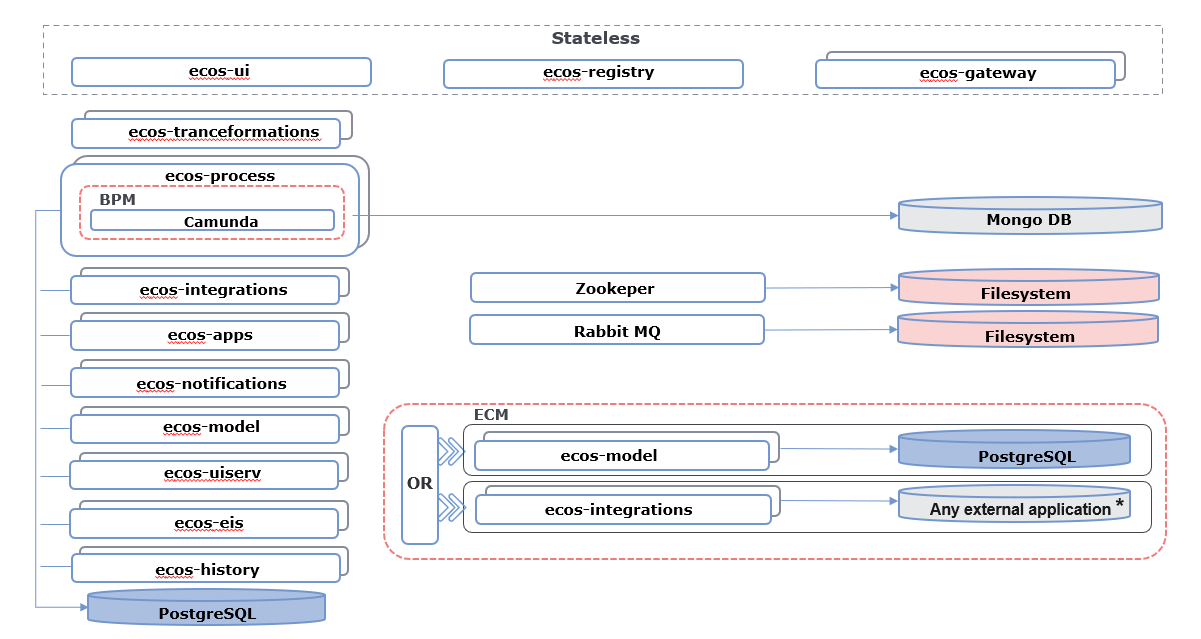 Stateless
ecos-ui
ecos-registry
ecos-gateway
ecos-tranceformations
ecos-process
BPM
Camunda
Mongo DB
ecos-integrations
Zookeper
Filesystem
ecos-apps
Rabbit MQ
Filesystem
ecos-notifications
ecos-model
ecos-uiserv
ecos-eis
ecos-history
PostgreSQL
ECM
OR
ecos-model
PostgreSQL
ecos-integrations
Any external application *